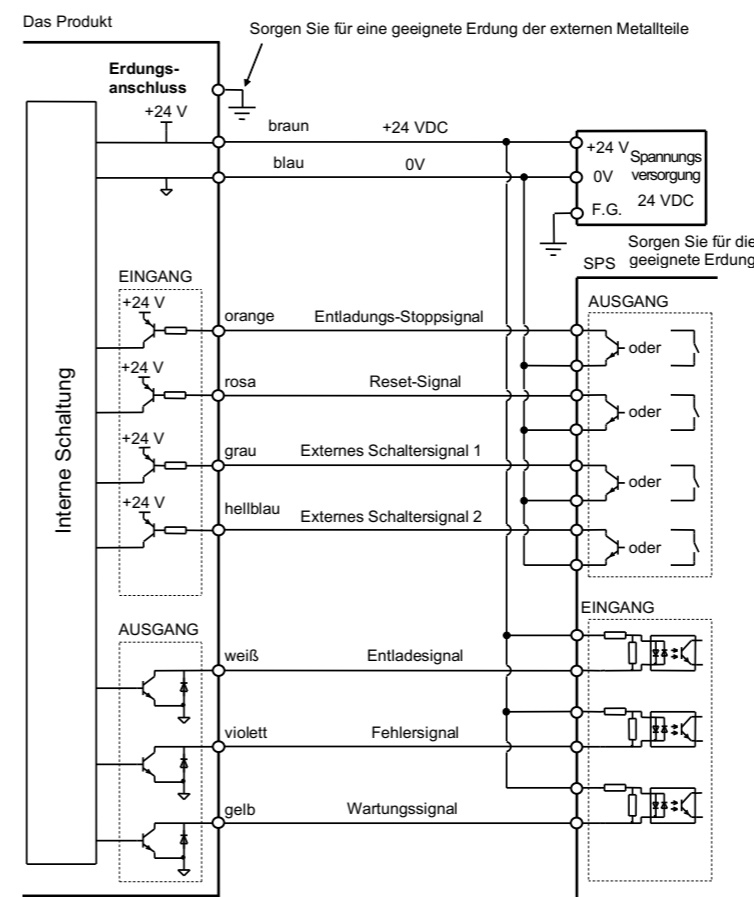 Das Produkt
Sorgen Sie für eine geeignete Erdung der externen Metallteile
Erdungs-
anschluss
+24 V
braun
+24 VDC
blau
0V
+24 V
0V
F.G.
Spannungs
versorgung
24 VDC
Sorgen Sie für die
geeignete Erdung
SPS
EINGANG
AUSGANG
+24 V
orange
Entladungs-Stoppsignal
oder
+24 V
rosa
Reset-Signal
oder
+24 V
grau
Externes Schaltersignal 1
oder
+24 V
hellblau
Externes Schaltersignal 2
oder
Interne Schaltung
AUSGANG
EINGANG
weiß
Entladesignal
violett
Fehlersignal
gelb
Wartungssignal